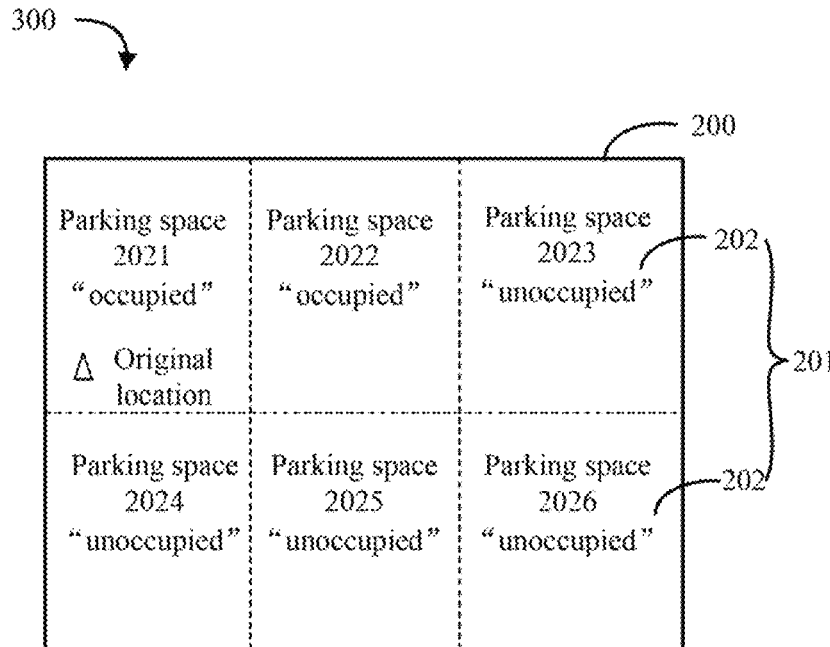 300
200
Parking space
2021
“occupied”
Δ Original
location
Parking space
2022
“occupied”
Parking space
2023
“unoccupied”
202
201
Parking space
2024
“unoccupied”
Parking space
2025
“unoccupied”
Parking space
2026
“unoccupied”
202